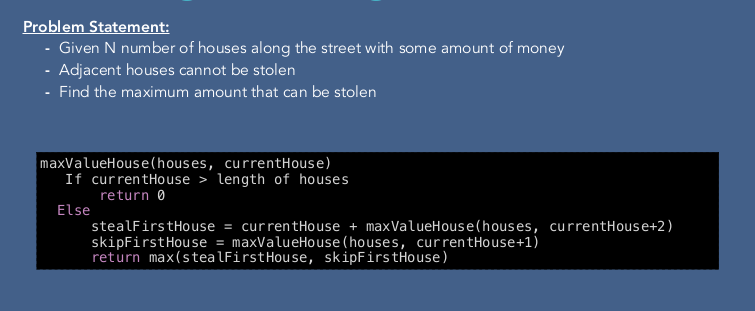 Problem Statement:
- Given N number of houses along the street with some amount of money
- Adjacent houses cannot be stolen
- Find the maximum amount that can be stolen
maxValueHouse(houses, currentHouse)
If currentHouse > length of houses
return 0
Else
stealFirstHouse = currentHouse + maxValueHouse(houses, currentHouse+2)
skipFirstHouse = maxValueHouse(houses, currentHouse+1)
return max(stealFirstHouse, skipFirstHouse)